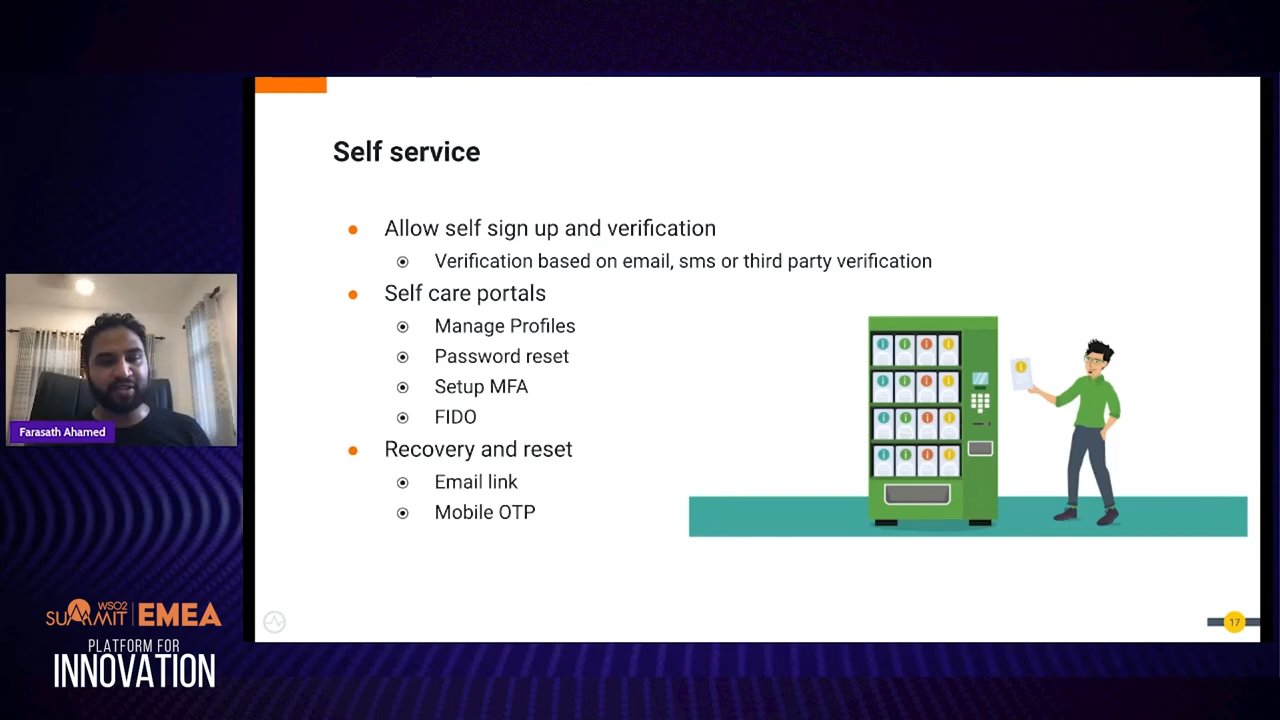 Self service
Allow self sign up and verification
Verification based on email, sms or third party verification
Self care portals
Manage Profiles
Password reset
Setup MFA
FIDO
Recovery and reset
Email link
Mobile OTP
17
Farasath Ahamed
WSO2
SUMMIT EMEA
PLATFORM FOR
INNOVATION